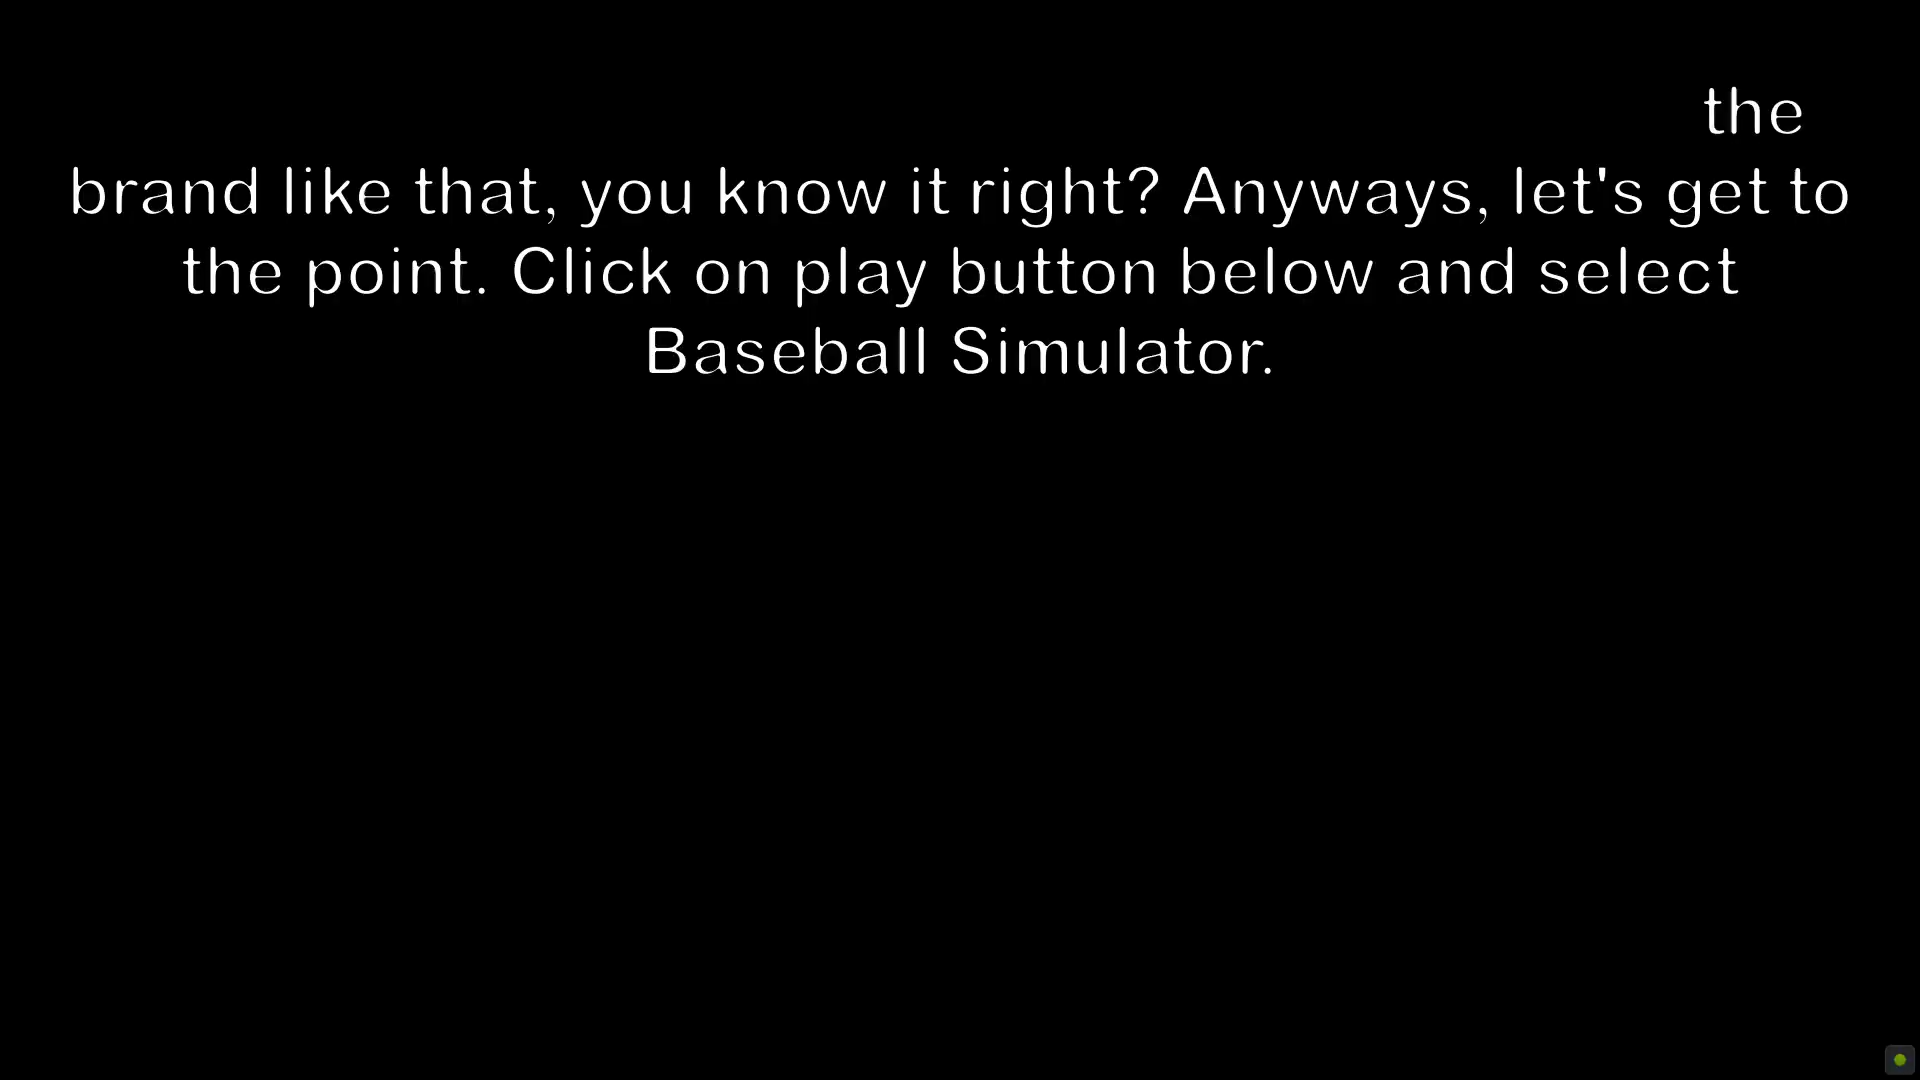 the
brand like that, you know it right? Anyways, let's get to
the point. Click on play button below and select
Baseball Simulator.